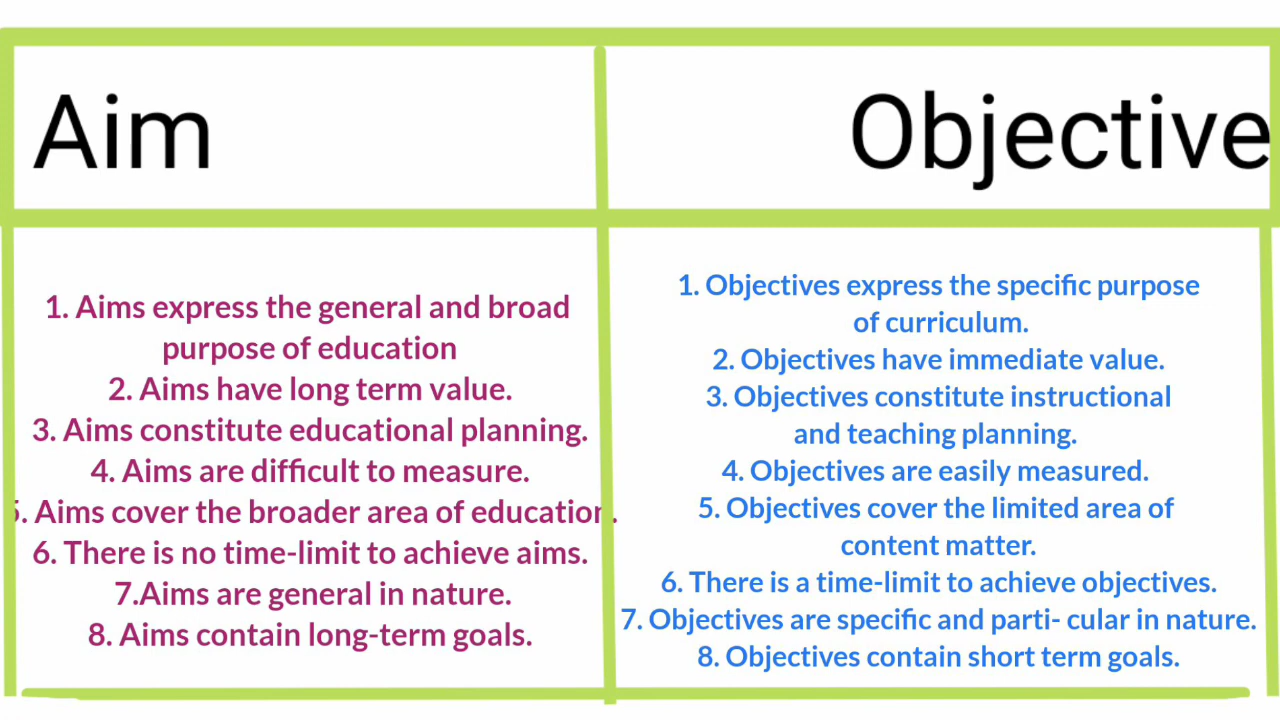 Aim
Objective
1. Aims express the general and broad
purpose of education
2. Aims have long term value.
3. Aims constitute educational planning.
4. Aims are difficult to measure.
5. Aims cover the broader area of education.
6. There is no time-limit to achieve aims.
7.Aims are general in nature.
8. Aims contain long-term goals.
1. Objectives express the specific purpose
of curriculum.
2. Objectives have immediate value.
3. Objectives constitute instructional
and teaching planning.
4. Objectives are easily measured.
5. Objectives cover the limited area of
content matter.
6. There is a time-limit to achieve objectives.
7. Objectives are specific and parti- cular in nature.
8. Objectives contain short term goals.